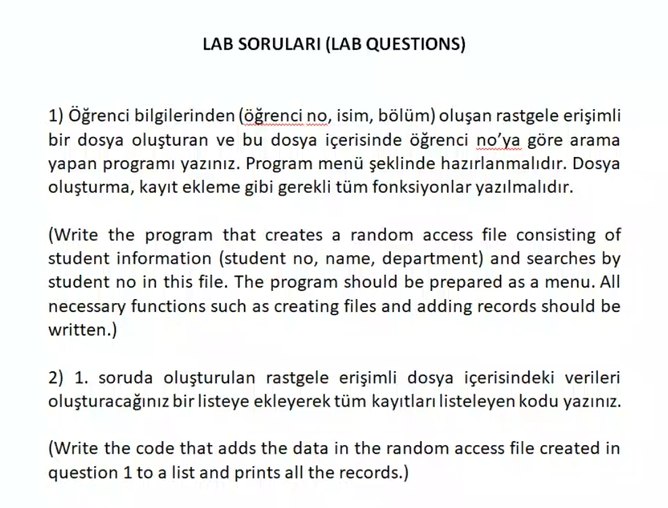 LAB SORULARI (LAB QUESTIONS)
1) Öğrenci bilgilerinden (öğrenci no, isim, bölüm) oluşan rastgele erişimli
bir dosya oluşturan ve bu dosya içerisinde öğrenci no’ya göre arama
yapan programı yazınız. Program menü şeklinde hazırlanmalıdır. Dosya
oluşturma, kayıt ekleme gibi gerekli tüm fonksiyonlar yazılmalıdır.
(Write the program that creates a random access file consisting of
student information (student no, name, department) and searches by
student no in this file. The program should be prepared as a menu. All
necessary functions such as creating files and adding records should be
written.)
2) 1. soruda oluşturulan rastgele erişimli dosya içerisindeki verileri
oluşturacağınız bir listeye ekleyerek tüm kayıtları listeleyen kodu yazınız.
(Write the code that adds the data in the random access file created in
question 1 to a list and prints all the records.)